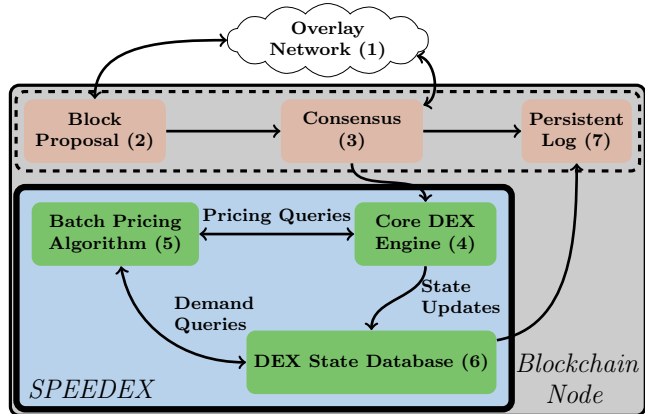 Overlay
Network (1)
Block
Proposal (2)
Consensus
(3)
Persistent
Log (7)
Batch Pricing
Algorithm (5)
Pricing Queries
Core DEX
Engine (4)
Demand
Queries
State
Updates
DEX State Database (6)
SPEEDEX
Blockchain
Node